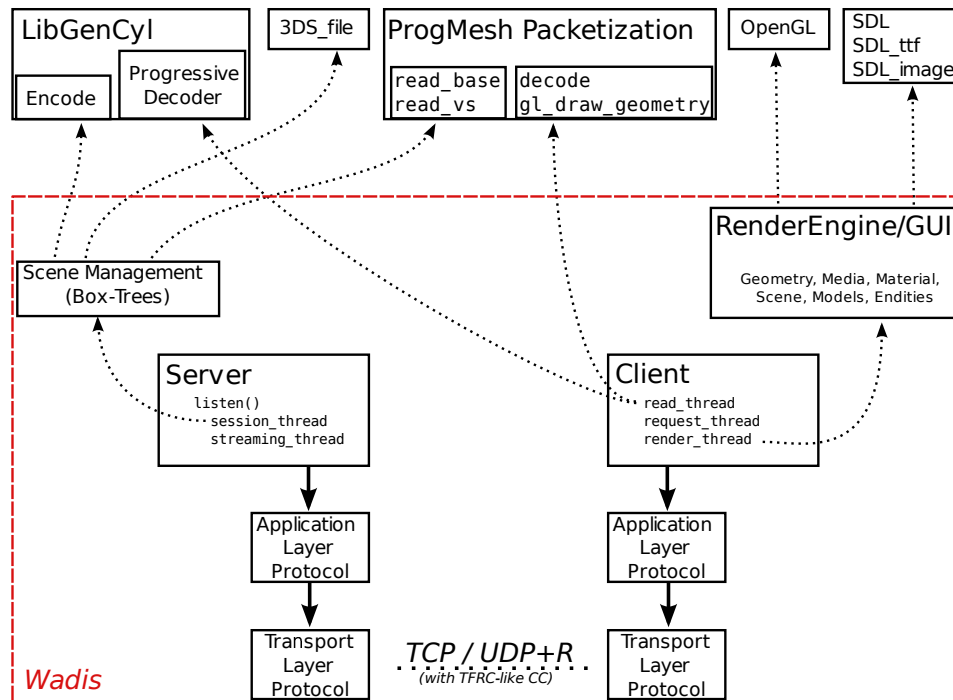 LibGenCyl
Encode
Progressive
Decoder
3DS_file
ProgMesh Packetization
read_base
read_vs
decode
gl_draw_geometry
OpenGL
SDL
SDL_ttf
SDL_image
Scene Management
(Box-Trees)
RenderEngine/GUI
Geometry, Media, Material,
Scene, Models, Endities
Server
listen()
session_thread
streaming_thread
Client
read_thread
request_thread
render_thread
Application
Layer
Protocol
Application
Layer
Protocol
Transport
Layer
Protocol
TCP / UDP+R
(with TFRC-like CC)
Transport
Layer
Protocol
Wadis